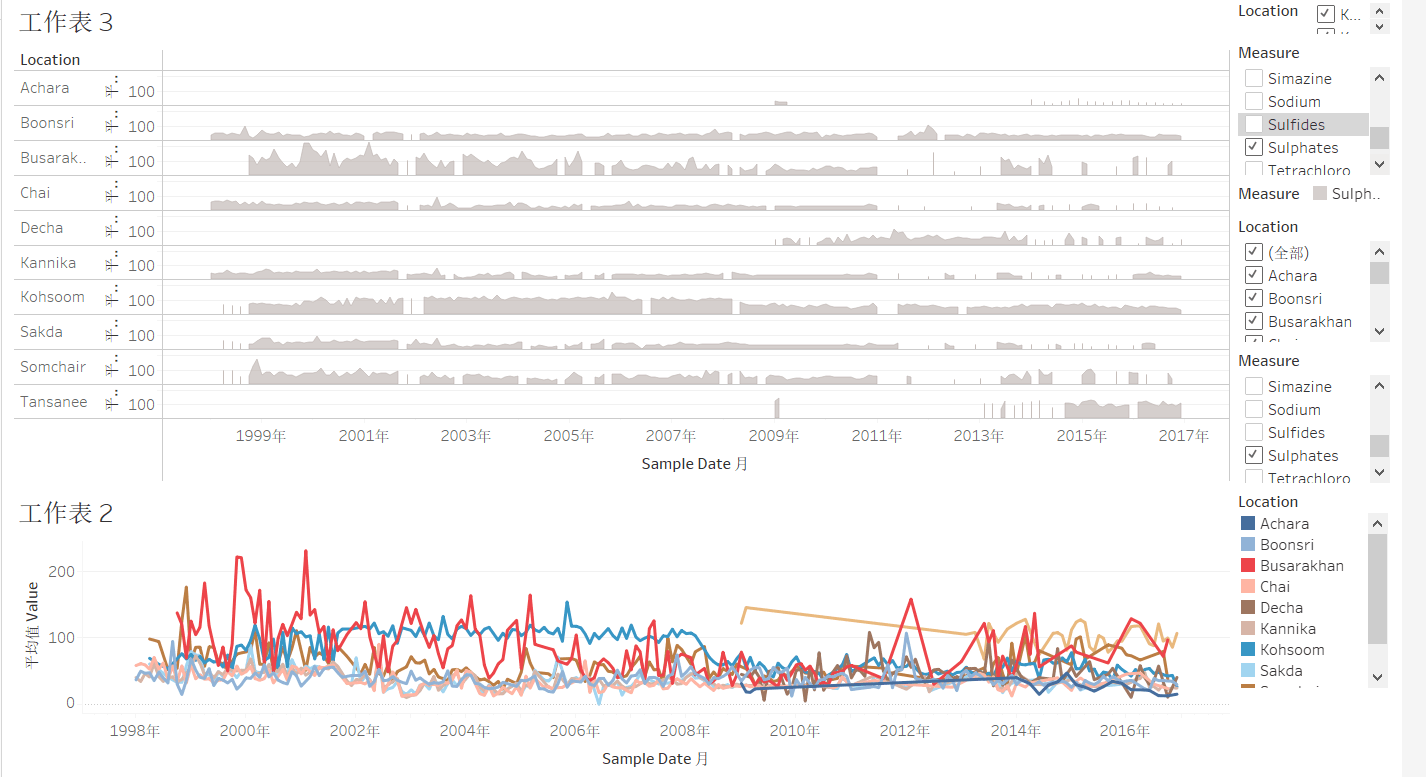 工作表 3
Location
Achara 100
Boonsri 100
Busarak.. 100
Chai 100
Decha 100
Kannika 100
Kohsoom 100
Sakda 100
Somchair 100
Tansanee 100
1999年 2001年 2003年 2005年 2007年 2009年 2011年 2013年 2015年 2017年
Sample Date 月
工作表 2
平均值 Value
200
100
0
1998年 2000年 2002年 2004年 2006年 2008年 2010年 2012年 2014年 2016年
Sample Date 月
Location
K...
Measure
Simazine
Sodium
Sulfides
Sulphates
Tetrachloro
Measure
Sulph..
Location
(全部)
Achara
Boonsri
Busarakhan
Measure
Simazine
Sodium
Sulfides
Sulphates
Tetrachloro
Location
Achara
Boonsri
Busarakhan
Chai
Decha
Kannika
Kohsoom
Sakda